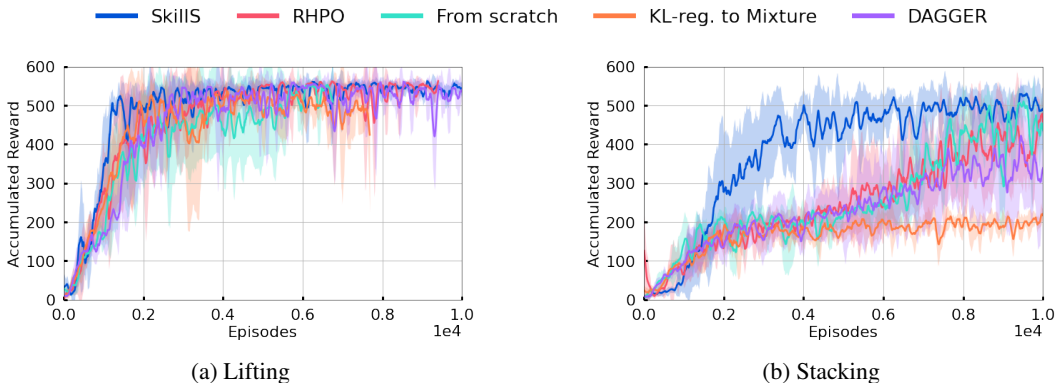 SkillS RHPO From scratch KL-reg. to Mixture DAGGER
Accumulated Reward
600
500
400
300
200
100
0
0.0 0.2 0.4 0.6 0.8 1.0
Episodes
1e4
(a) Lifting
Accumulated Reward
600
500
400
300
200
100
0
0.0 0.2 0.4 0.6 0.8 1.0
Episodes
1e4
(b) Stacking